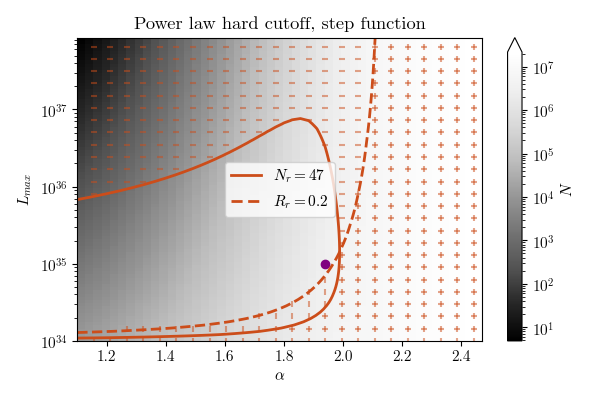 Power law hard cutoff, step function
L_{max}
10^{37}
10^{36}
10^{35}
10^{34}
N_r = 47
R_r = 0.2
1.2 1.4 1.6 1.8 2.0 2.2 2.4
α
10^7
10^6
10^5
10^4
10^3
10^2
10^1
N